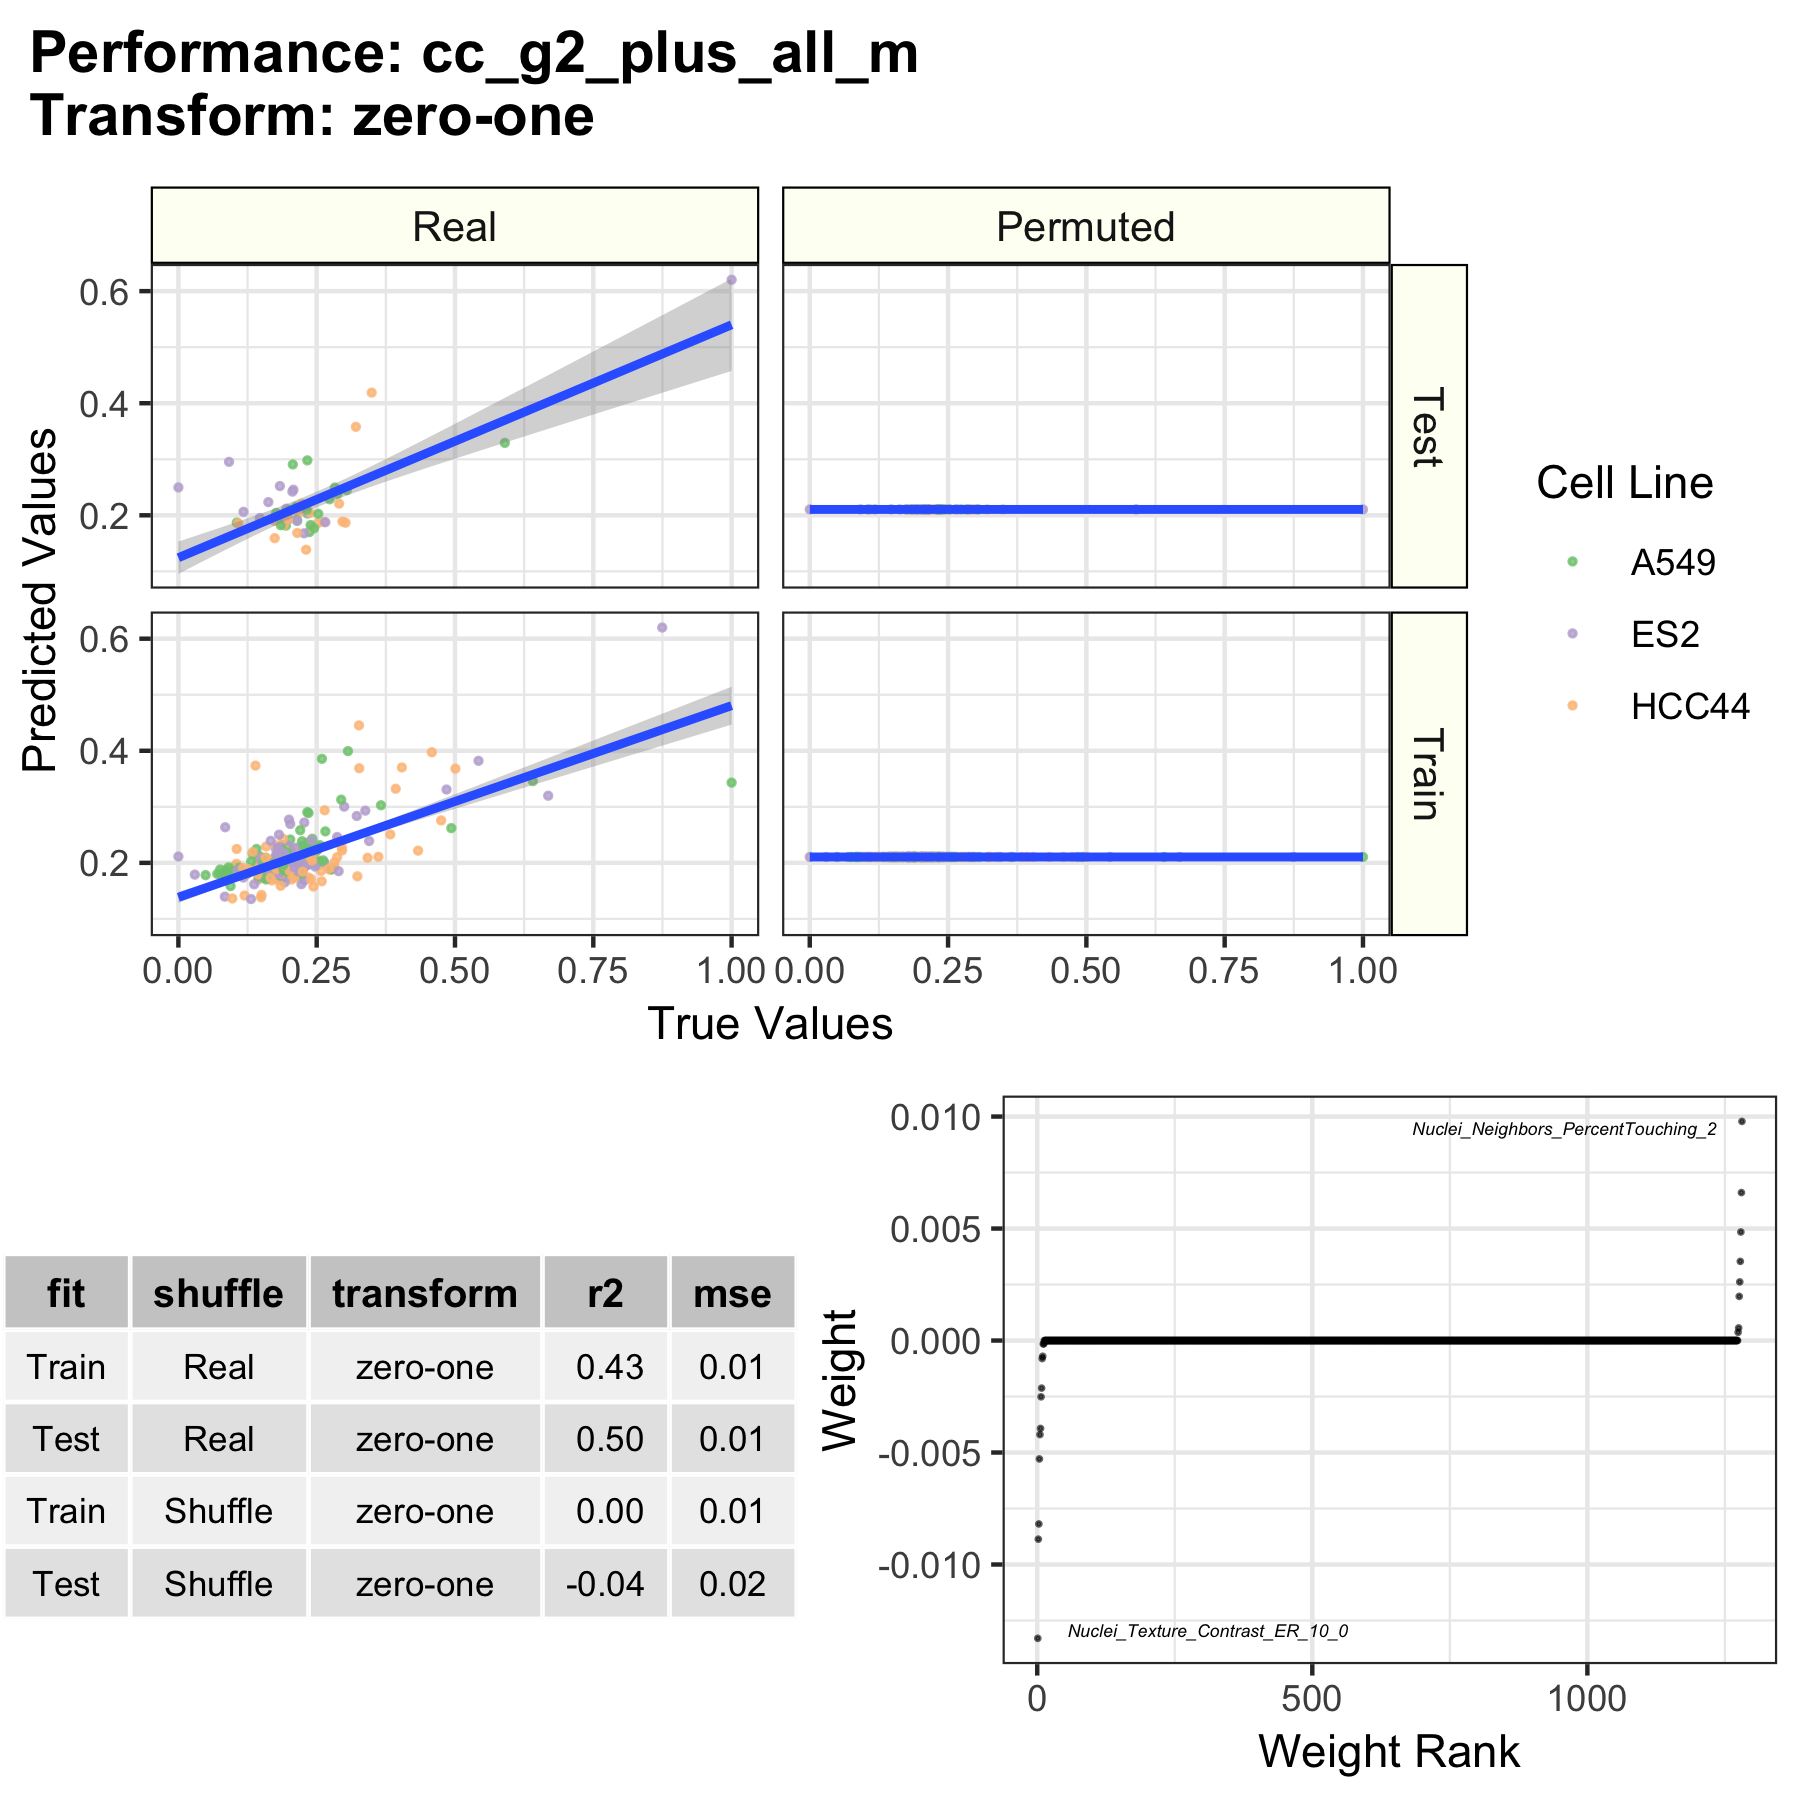 Performance: cc_g2_plus_all_m
Transform: zero-one
Real
Permuted
0.6
0.4
0.2
Test
0.6
0.4
0.2
Train
Predicted Values
0.00
0.25
0.50
0.75
1.00
0.00
0.25
0.50
0.75
1.00
True Values
Cell Line
A549
ES2
HCC44
fit shuffle transform r2 mse
Train Real zero-one 0.43 0.01
Test Real zero-one 0.50 0.01
Train Shuffle zero-one 0.00 0.01
Test Shuffle zero-one -0.04 0.02
0.010
0.005
0.000
-0.005
-0.010
Weight
Nuclei_Neighbors_PercentTouching_2
Nuclei_Texture_Contrast_ER_10_0
0
500
1000
Weight Rank